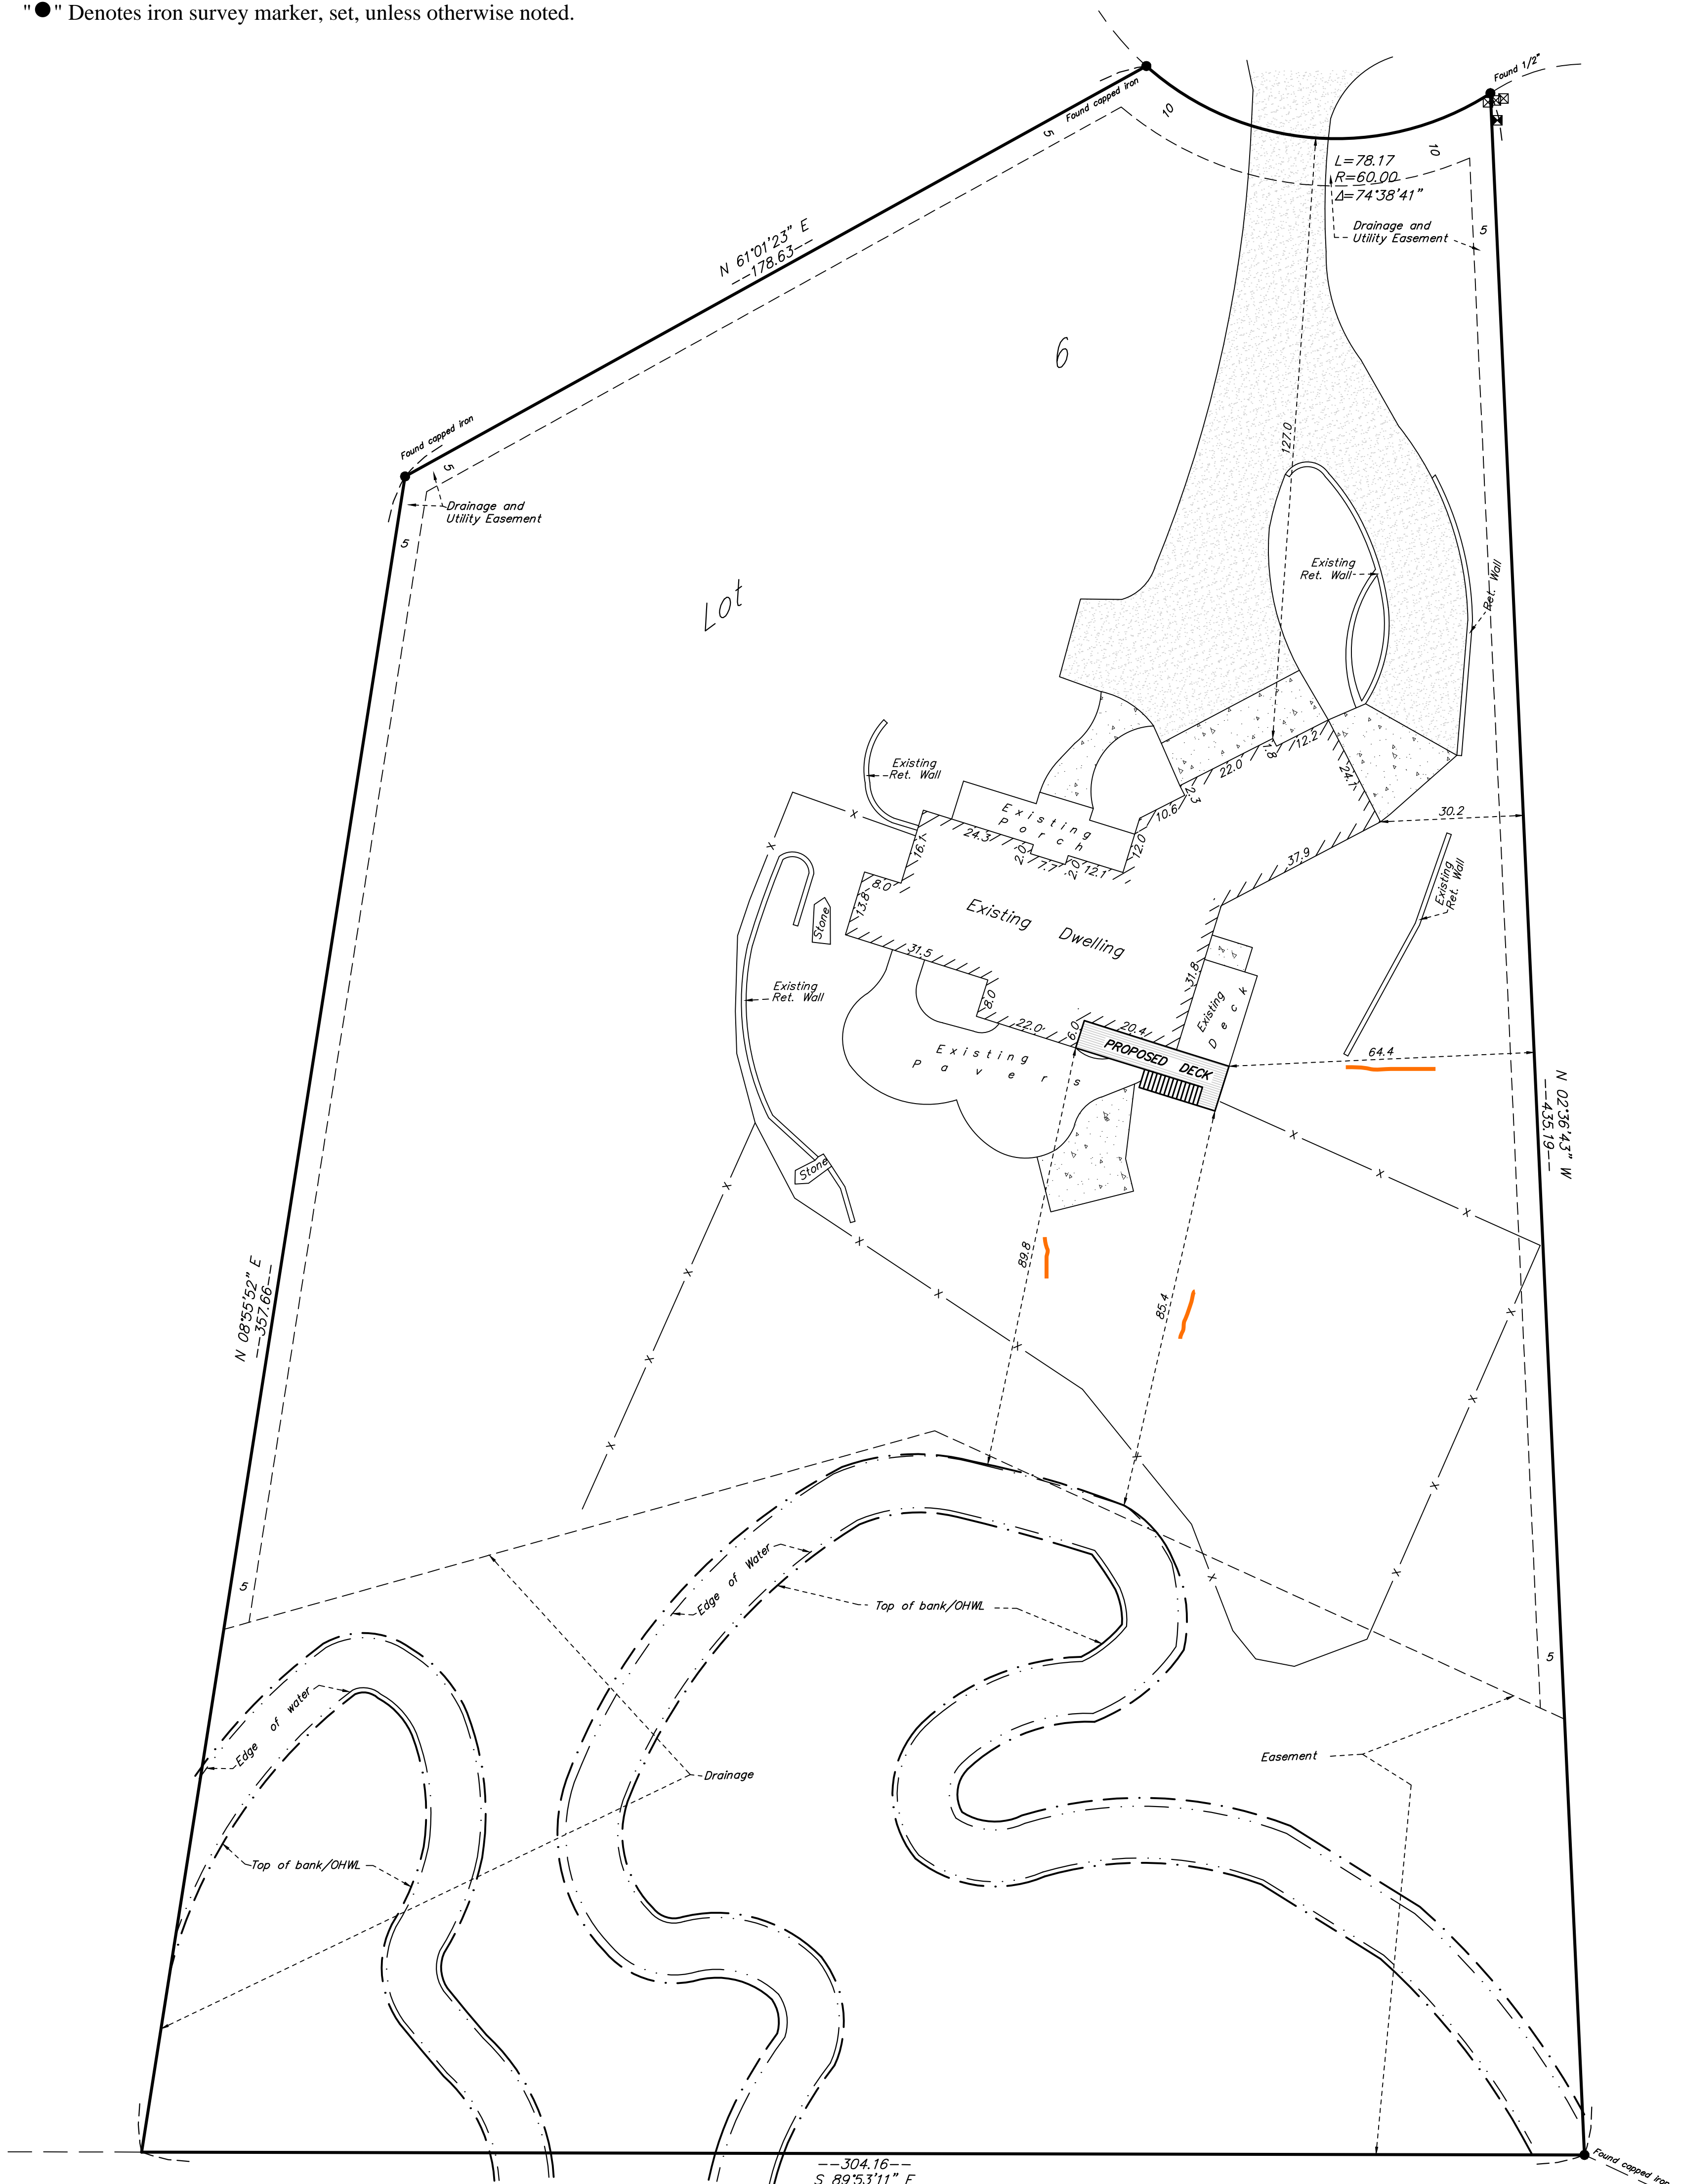 "●" Denotes iron survey marker, set, unless otherwise noted.
Found 1/2"
Found capped iron
5
10
10
L=78.17
R=60.00
Δ=74°38'41"
Drainage and
Utility Easement
5
N 61°01'23" E
--178.63--
6
Found capped iron
5
Drainage and
Utility Easement
5
127.0
Existing
Ret. Wall
Ret. Wall
Lot
Existing
Ret. Wall
1.8
12.2
22.0
24.7
2.3
10.6
30.2
Existing
Porch
24.3
2.0
7.7
2.0
12.1
12.0
16.1
8.0
13.8
37.9
Existing
Ret. Wall
Stone
Existing Dwelling
31.5
31.8
Existing
Ret. Wall
8.0
Existing
Deck
22.0
6.0
20.4
PROPOSED DECK
Existing
Pavers
64.4
N 02°36'43" W
--435.19--
Stone
89.8
85.4
N 08°55'52" E
--357.66--
5
Edge of Water
Top of bank/OHWL
5
Edge of water
Easement
Drainage
Top of bank/OHWL
Found capped iron
--304.16--
S 89°53'11" E